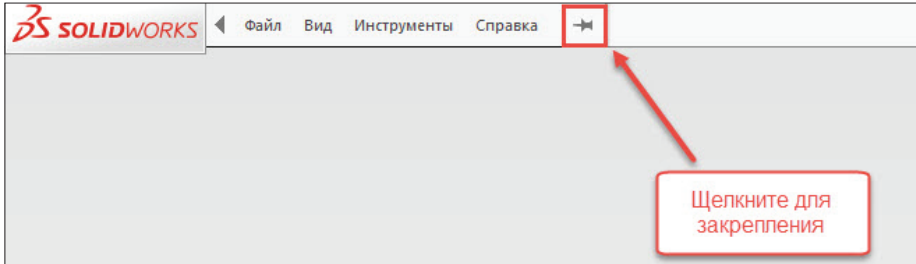 SOLIDWORKS Файл Вид Инструменты Справка
Щелкните для
закрепления